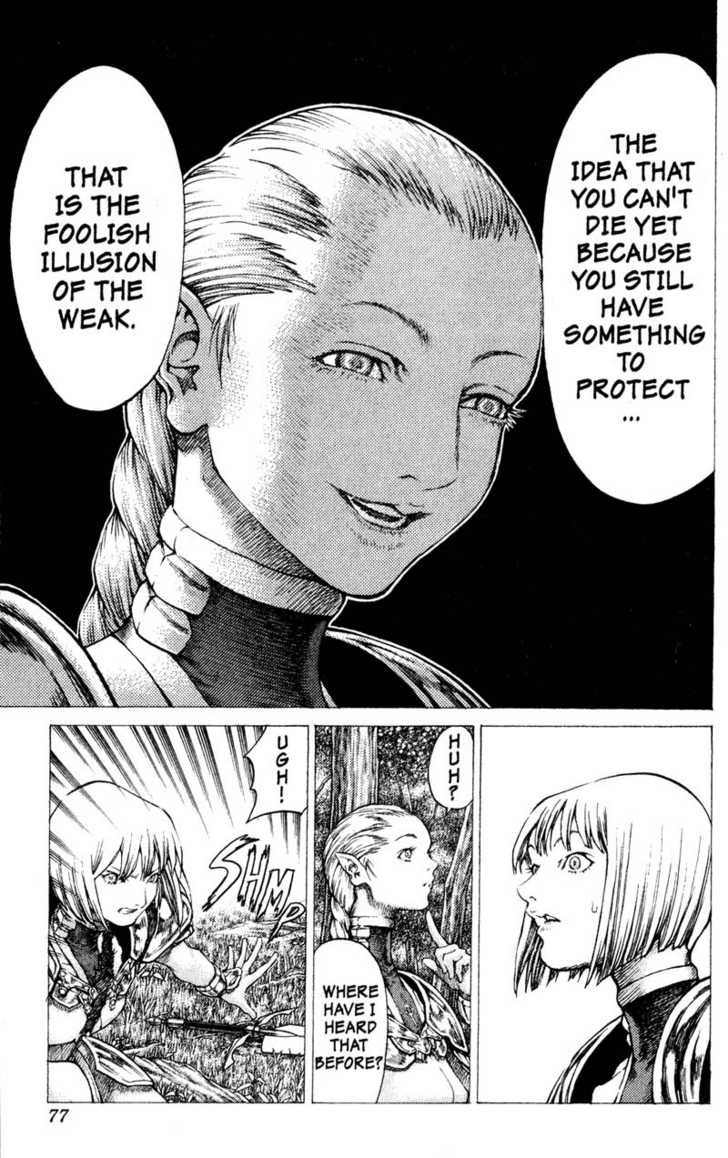 THE
IDEA THAT
YOU CAN'T
DIE YET
BECAUSE
YOU STILL
HAVE
SOMETHING
TO
PROTECT
...
THAT
IS THE
FOOLISH
ILLUSION
OF THE
WEAK.
HUH?
WHERE
HAVE I
HEARD
THAT
BEFORE?
UGH!
SHMP
77